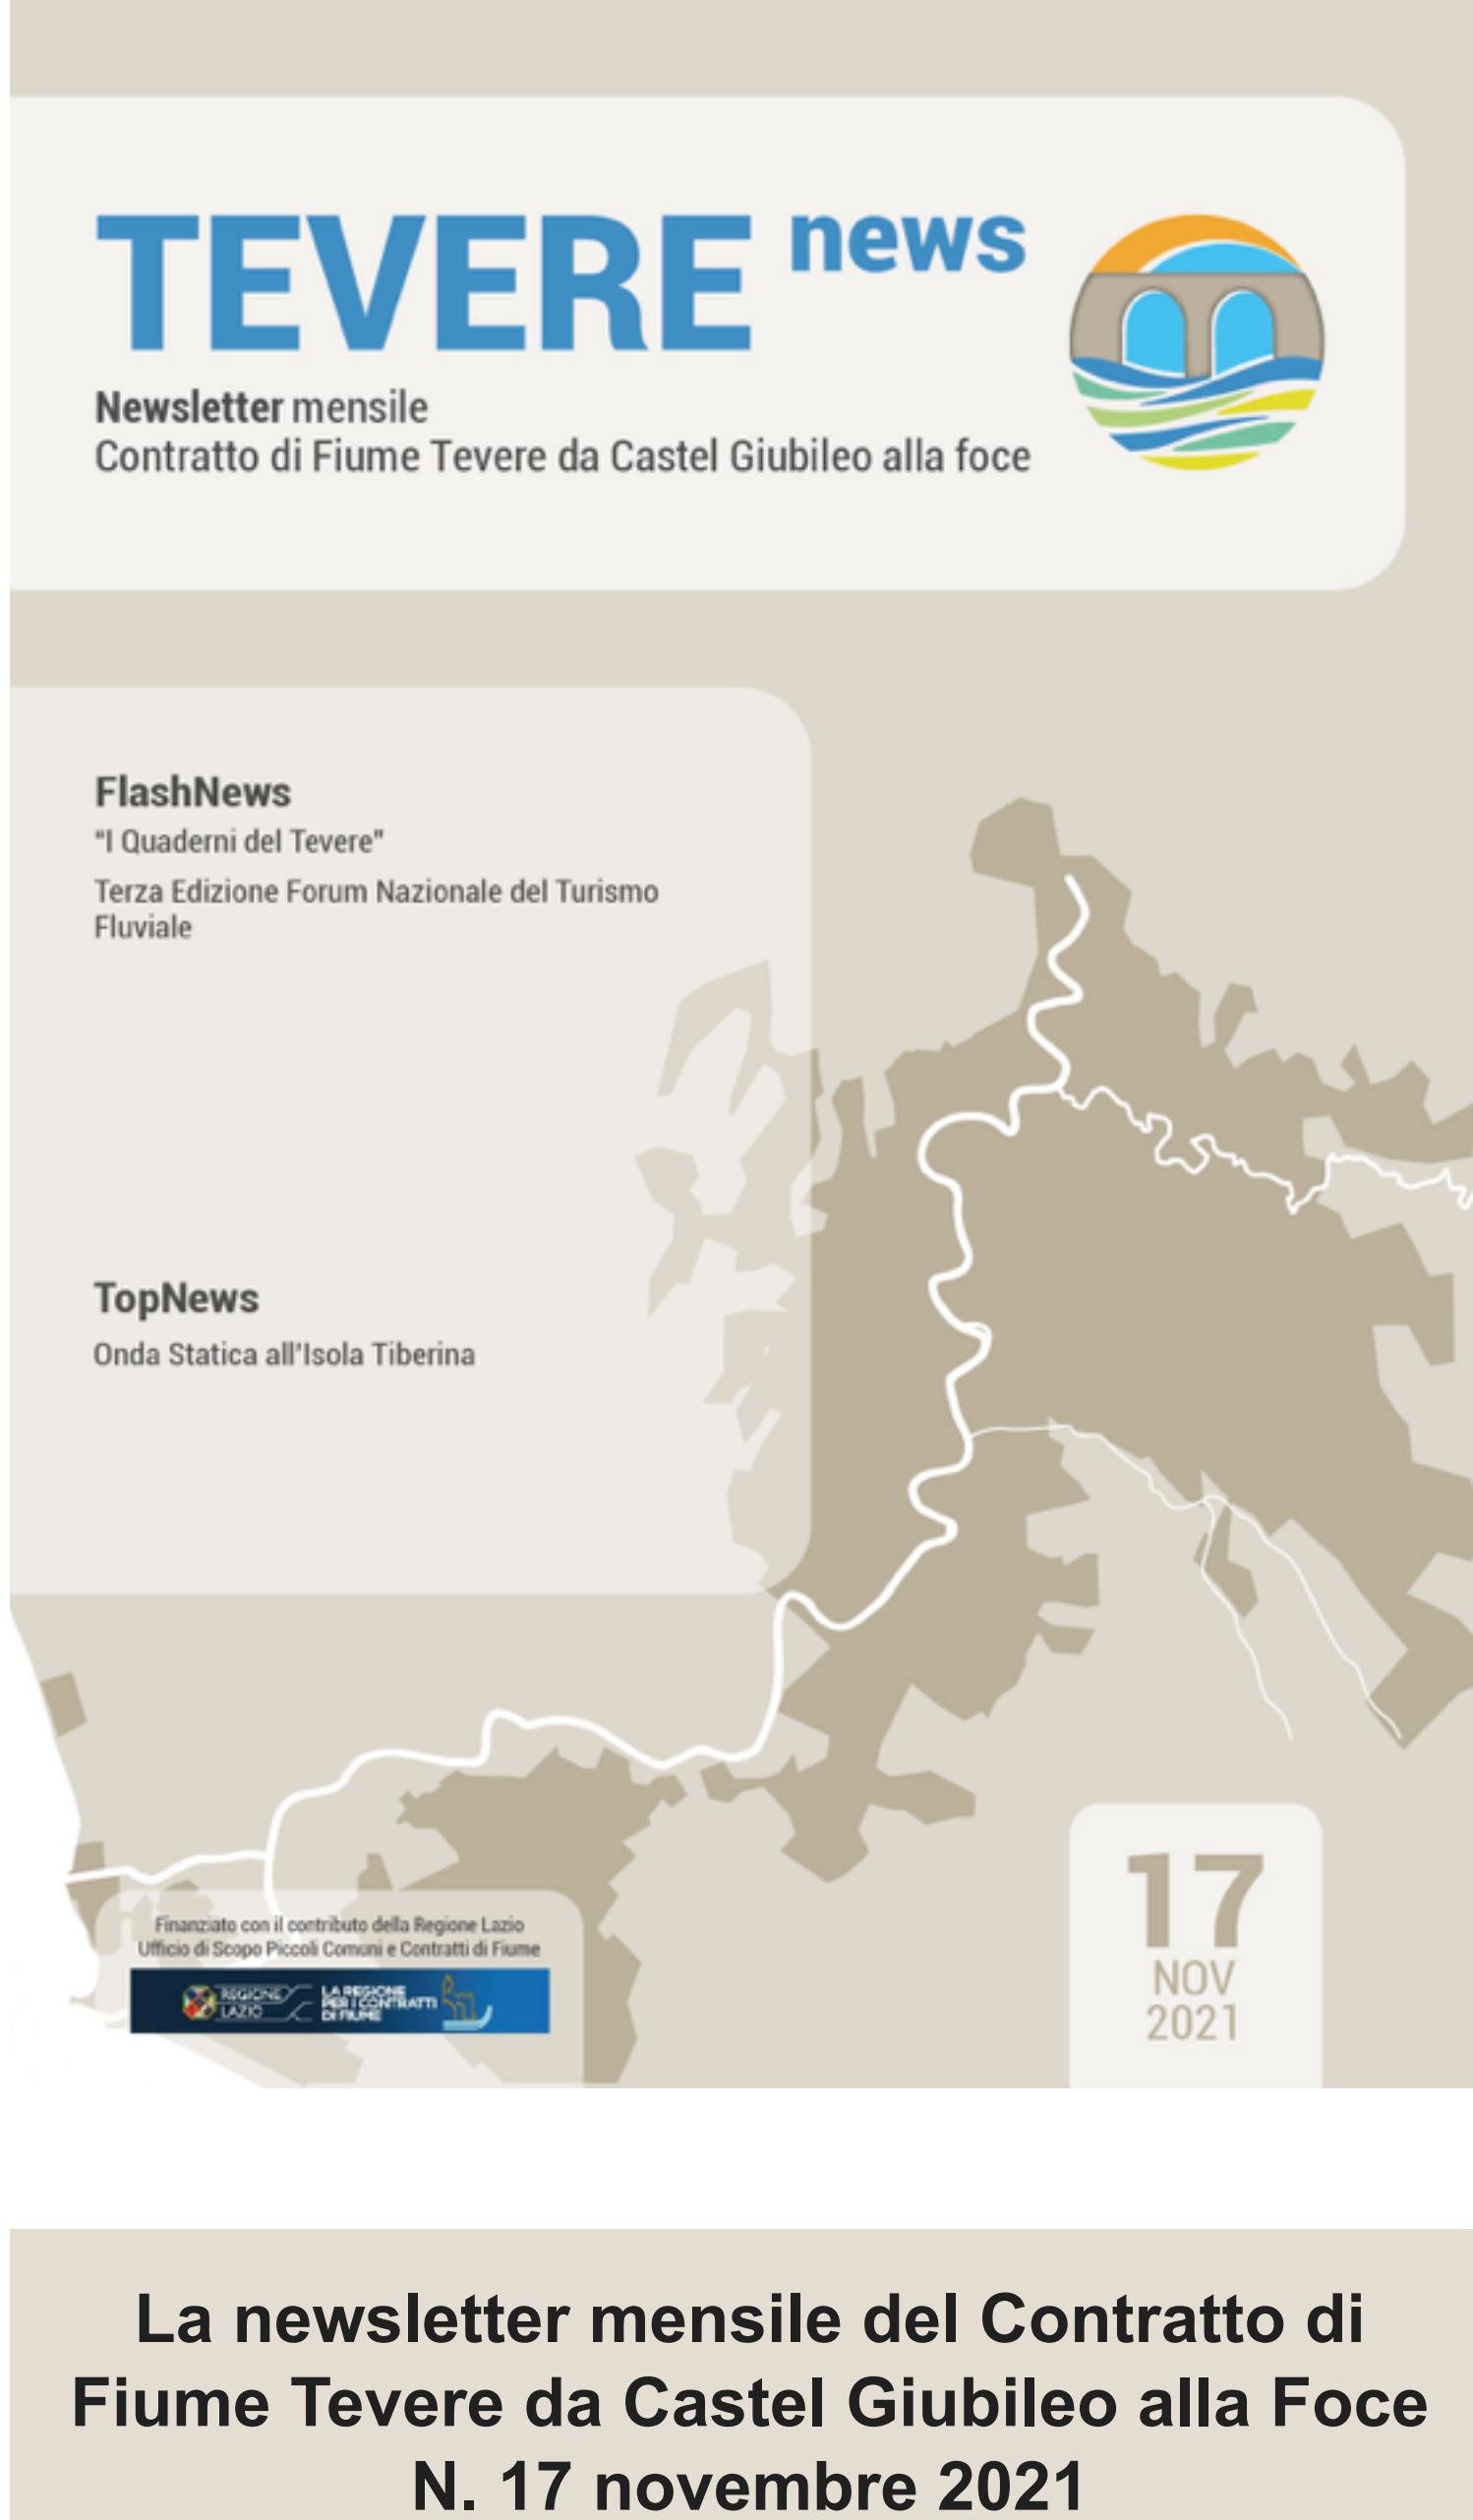 TEVERE news
Newsletter mensile
Contratto di Fiume Tevere da Castel Giubileo alla foce
FlashNews
"I Quaderni del Tevere"
Terza Edizione Forum Nazionale del Turismo
Fluviale
TopNews
Onda Statica all'Isola Tiberina
Finanziato con il contributo della Regione Lazio
Ufficio di Scopo Piccoli Comuni e Contratti di Fiume
REGIONE
LAZIO
LA REGIONE
PER I CONTRATTI
DI FIUME
17
NOV
2021
La newsletter mensile del Contratto di
Fiume Tevere da Castel Giubileo alla Foce
N. 17 novembre 2021